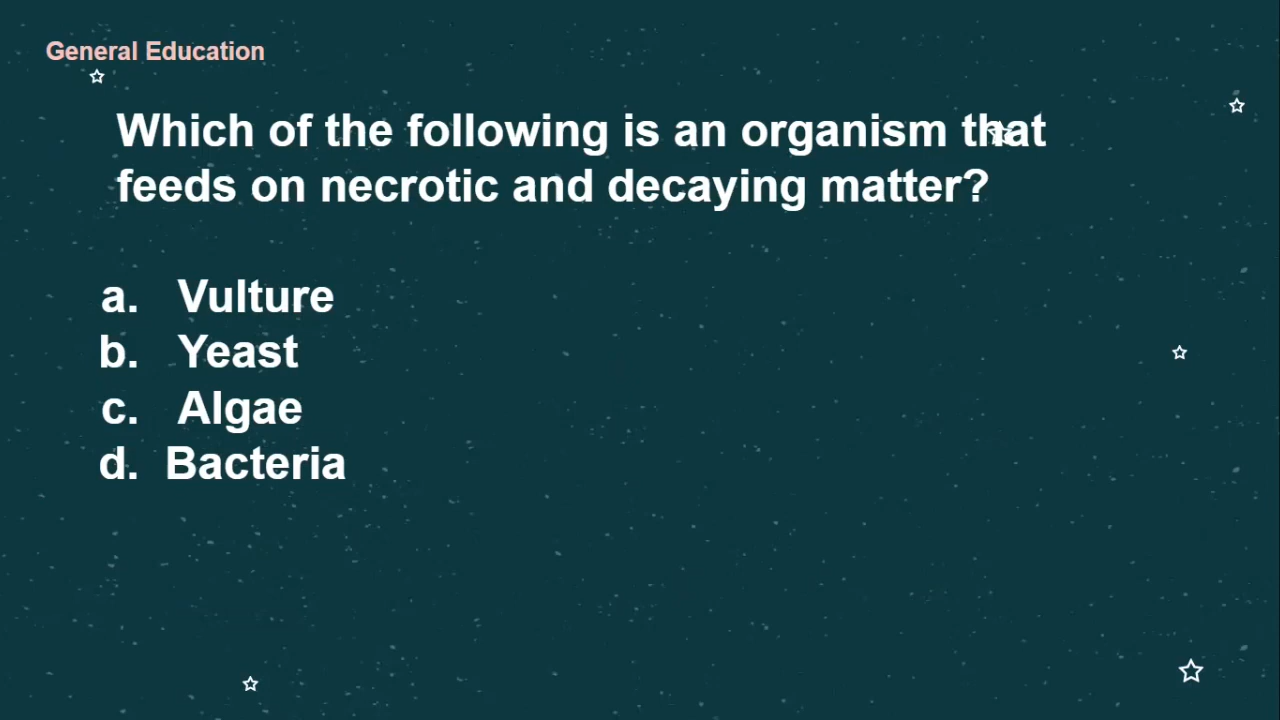 General Education
Which of the following is an organism that
feeds on necrotic and decaying matter?
a. Vulture
b. Yeast
c. Algae
d. Bacteria